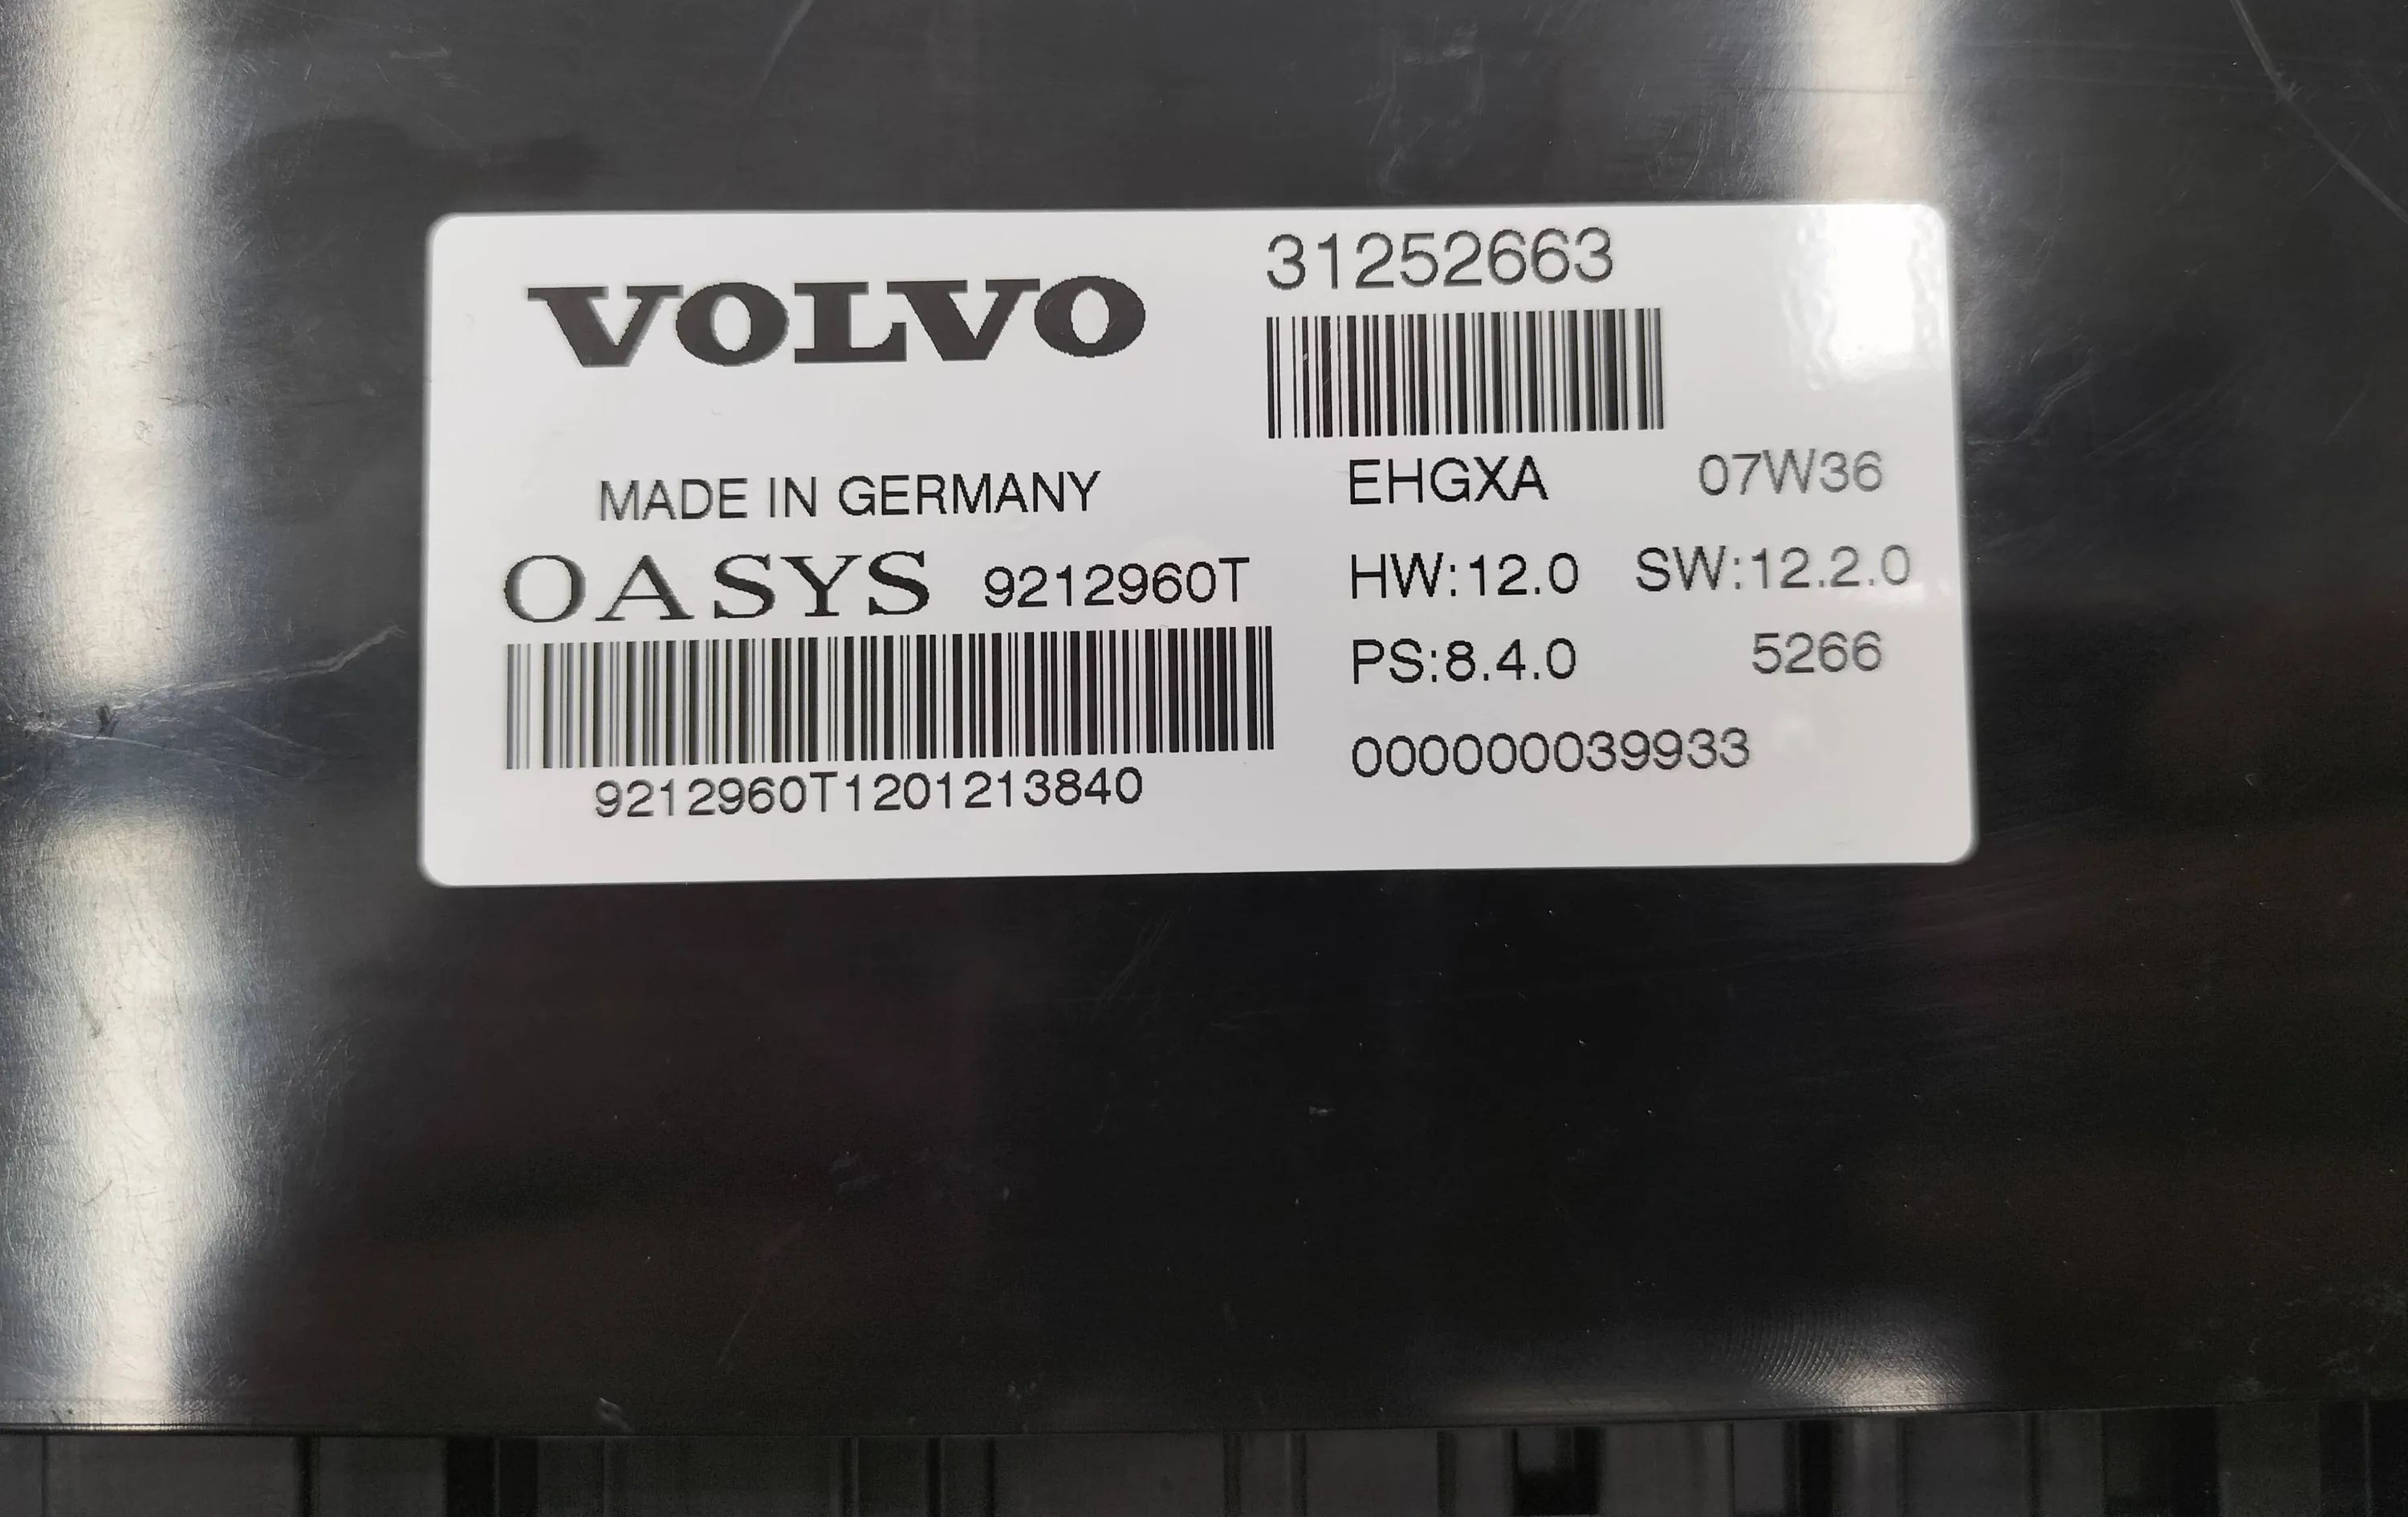 VOLVO
31252663
MADE IN GERMANY
EHGXA 07W36
OASYS 9212960T
HW:12.0 SW:12.2.0
PS:8.4.0 5266
9212960T1201213840
000000039933